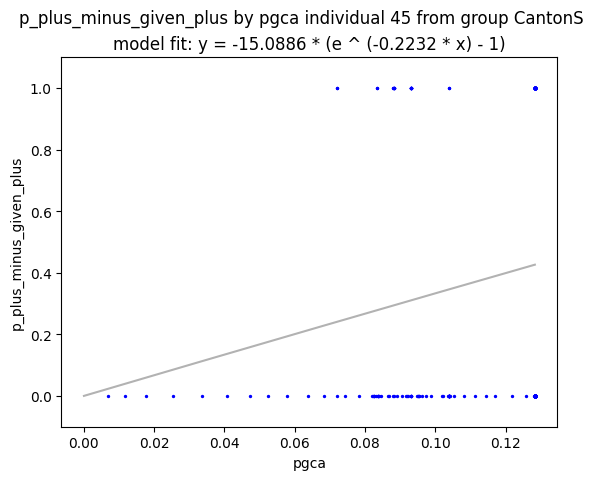 p_plus_minus_given_plus by pgca individual 45 from group CantonS
model fit: y = -15.0886 * (e ^ (-0.2232 * x) - 1)
p_plus_minus_given_plus
1.0
0.8
0.6
0.4
0.2
0.0
0.00 0.02 0.04 0.06 0.08 0.10 0.12
pgca